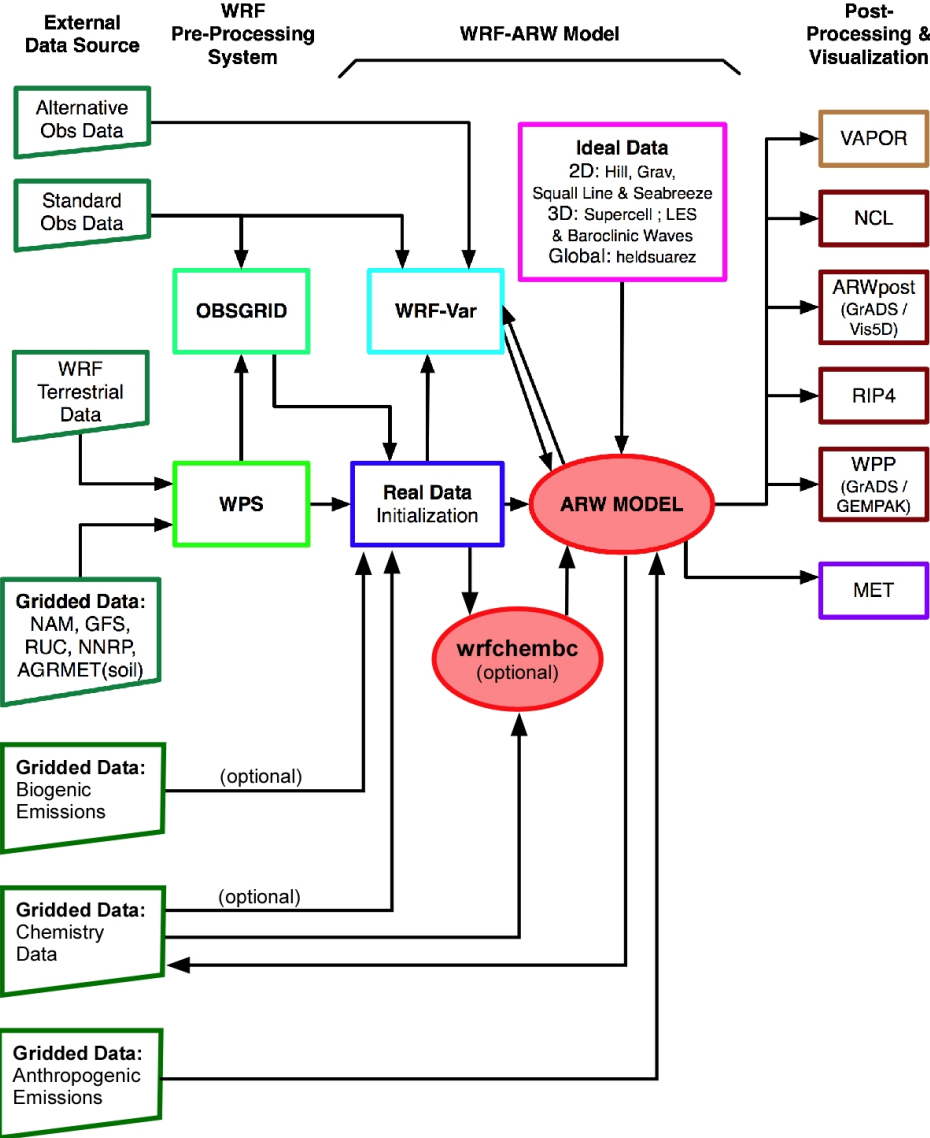 External
Data Source
WRF
Pre-Processing
System
WRF-ARW Model
Post-
Processing &
Visualization
Alternative
Obs Data
Standard
Obs Data
WRF
Terrestrial
Data
Gridded Data:
NAM, GFS,
RUC, NNRP,
AGRMET(soil)
Gridded Data:
Biogenic
Emissions
(optional)
Gridded Data:
Chemistry
Data
(optional)
Gridded Data:
Anthropogenic
Emissions
OBSGRID
WPS
WRF-Var
Real Data
Initialization
Ideal Data
2D: Hill, Grav,
Squall Line & Seabreeze
3D: Supercell ; LES
& Baroclinic Waves
Global: heldsuarez
ARW MODEL
wrfchembc
(optional)
VAPOR
NCL
ARWpost
(GrADS /
Vis5D)
RIP4
WPP
(GrADS /
GEMPAK)
MET